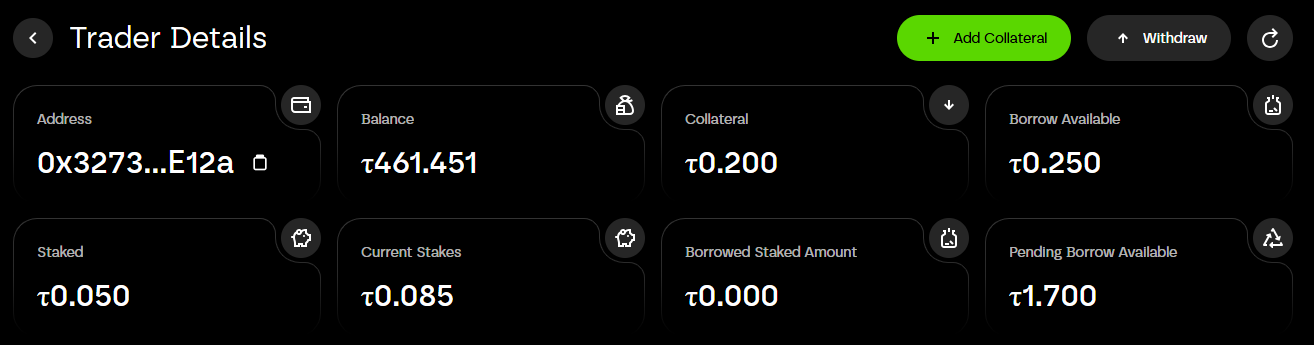 Trader Details
Add Collateral
Withdraw
Address
0x3273...E12a
Balance
τ461.451
Collateral
τ0.200
Borrow Available
τ0.250
Staked
τ0.050
Current Stakes
τ0.085
Borrowed Staked Amount
τ0.000
Pending Borrow Available
τ1.700